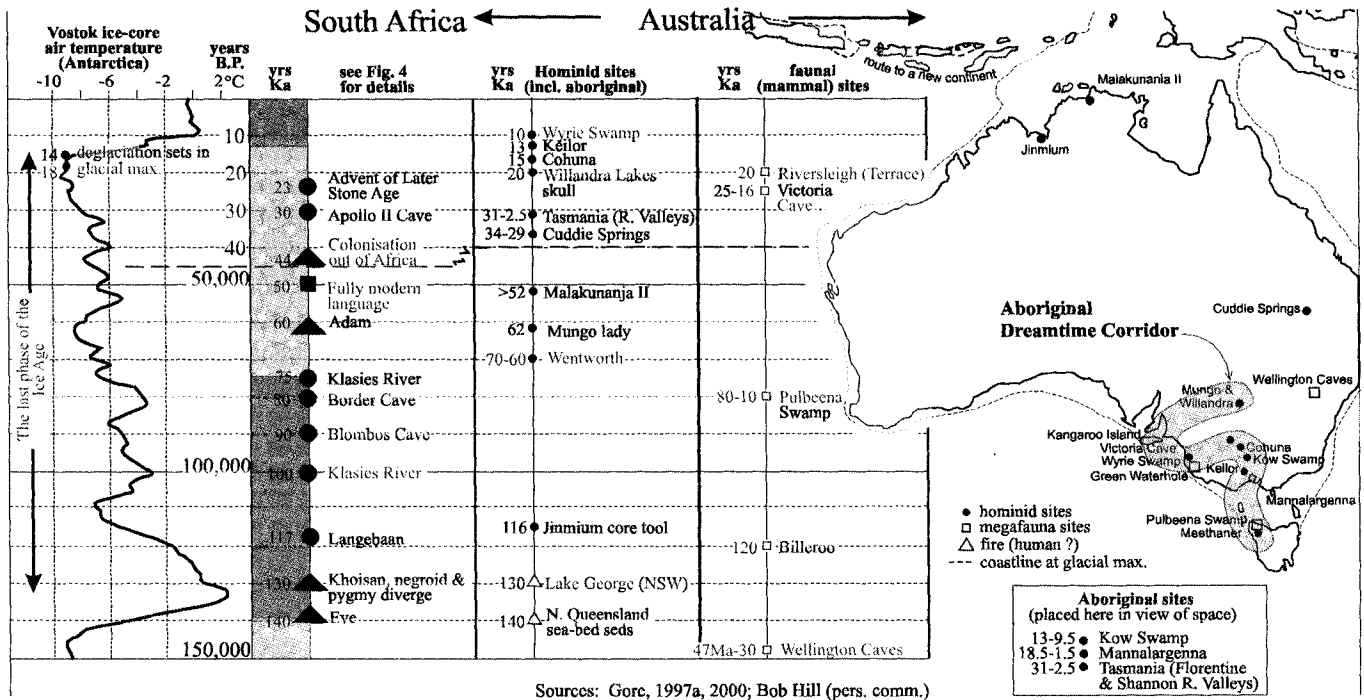 South Africa
Australia
Vostok ice-core
air temperature
(Antarctica)
-10 -6 -2 2°C
years
B.P.
yrs
Ka
see Fig. 4
for details
yrs
Ka
Hominid sites
(incl. aboriginal)
yrs
Ka
faunal
(mammal) sites
The last phase of the
Ice Age
14
deglaciation sets in
18
glacial max.
10
20
30
40
50,000
100,000
150,000
23 Advent of Later
Stone Age
30 Apollo II Cave
44 Colonisation
out of Africa
50 Fully modern
language
60 Adam
75 Klasies River
80 Border Cave
90 Blombos Cave
100 Klasies River
117 Langebaan
130 Khoisan, negroid &
pygmy diverge
140 Eve
10 Wyrie Swamp
13 Keilor
15 Cohuna
20 Willandra Lakes
skull
31-2.5 Tasmania (R. Valleys)
34-29 Cuddie Springs
>52 Malakunanja II
62 Mungo lady
70-60 Wentworth
116 Jinmium core tool
130 Lake George (NSW)
140 N. Queensland
sea-bed seds
20 Riversleigh (Terrace)
25-16 Victoria
Cave
80-10 Pulbeena
Swamp
120 Billeroo
47Ma-30 Wellington Caves
route to a new continent
Malakunania II
Jinmium
Cuddie Springs
Aboriginal
Dreamtime Corridor
Wellington Caves
Mungo &
Willandra
Kangaroo Island
Victoria Cave
Wyrie Swamp
Green Waterhole
Cohuna
Kow Swamp
Keilor
Mannalargenna
Pulbeena Swamp
Meethaner
hominid sites
megafauna sites
fire (human ?)
coastline at glacial max.
Aboriginal sites
(placed here in view of space)
13-9.5 Kow Swamp
18.5-1.5 Mannalargenna
31-2.5 Tasmania (Florentine
& Shannon R. Valleys)
Sources: Gore, 1997a, 2000; Bob Hill (pers. comm.)